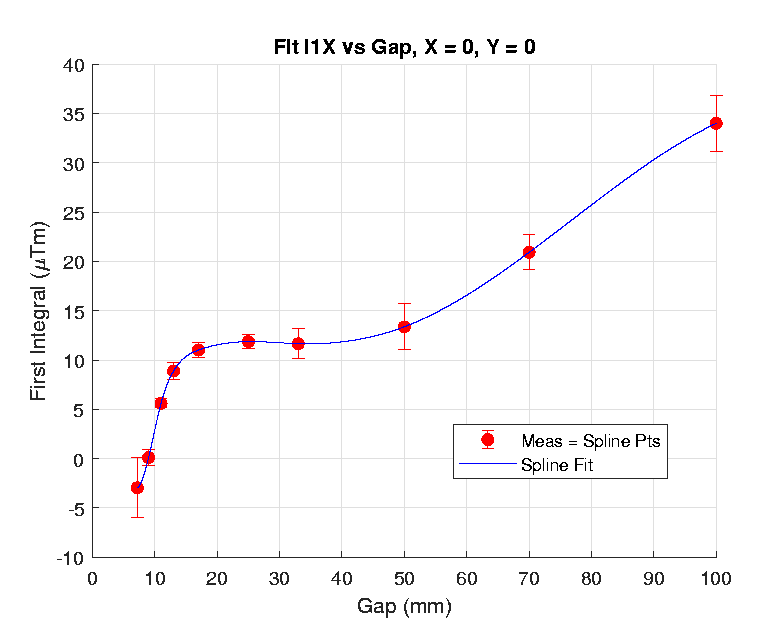 Fit I1X vs Gap, X = 0, Y = 0
40
35
30
25
20
15
10
5
0
-5
-10
First Integral (μTm)
Meas = Spline Pts
Spline Fit
0 10 20 30 40 50 60 70 80 90 100
Gap (mm)